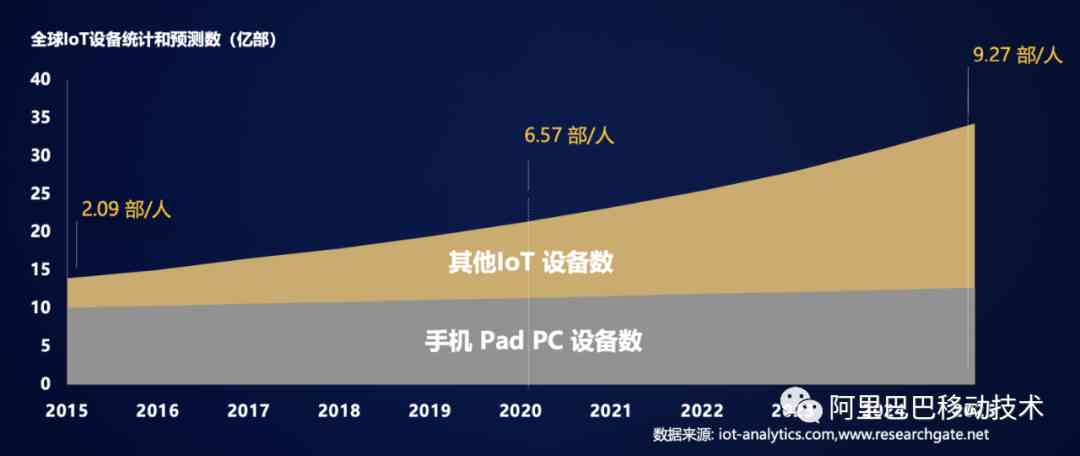 全球IoT设备统计和预测数（亿部）
9.27 部/人
6.57 部/人
2.09 部/人
40
35
30
25
20
15
10
5
0
其他IoT 设备数
手机 Pad PC 设备数
2015 2016 2017 2018 2019 2020 2021 2022
阿里巴巴移动技术
数据来源: iot-analytics.com,www.researchgate.net